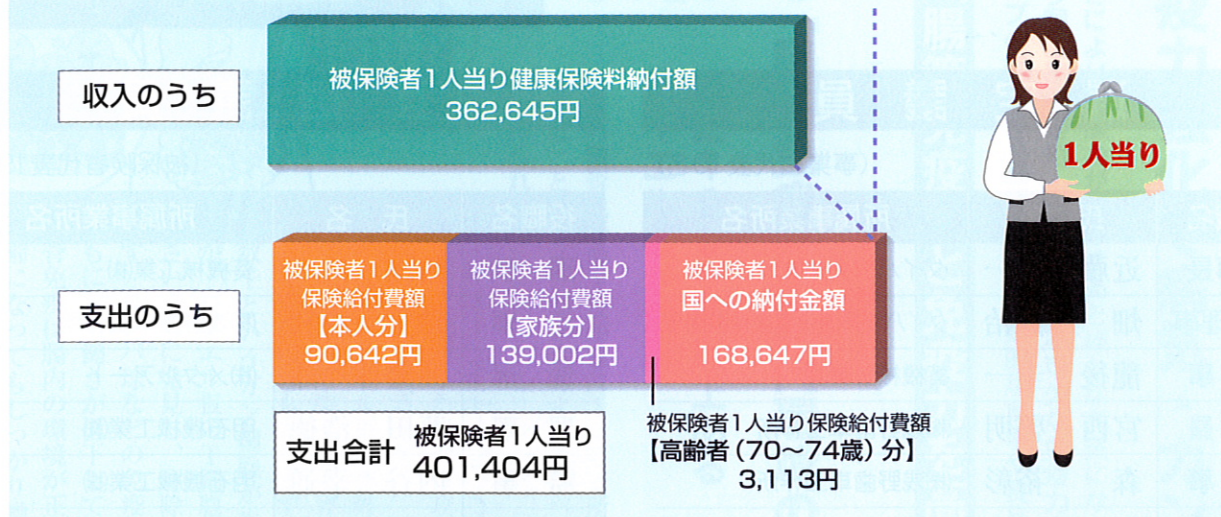 収入のうち
被保険者1人当り健康保険料納付額
362,645円
1人当り
支出のうち
被保険者1人当り
保険給付費額
【本人分】
90,642円
被保険者1人当り
保険給付費額
【家族分】
139,002円
被保険者1人当り
国への納付金額
168,647円
支出合計
被保険者1人当り
401,404円
被保険者1人当り保険給付費額
【高齢者(70〜74歳)分】
3,113円